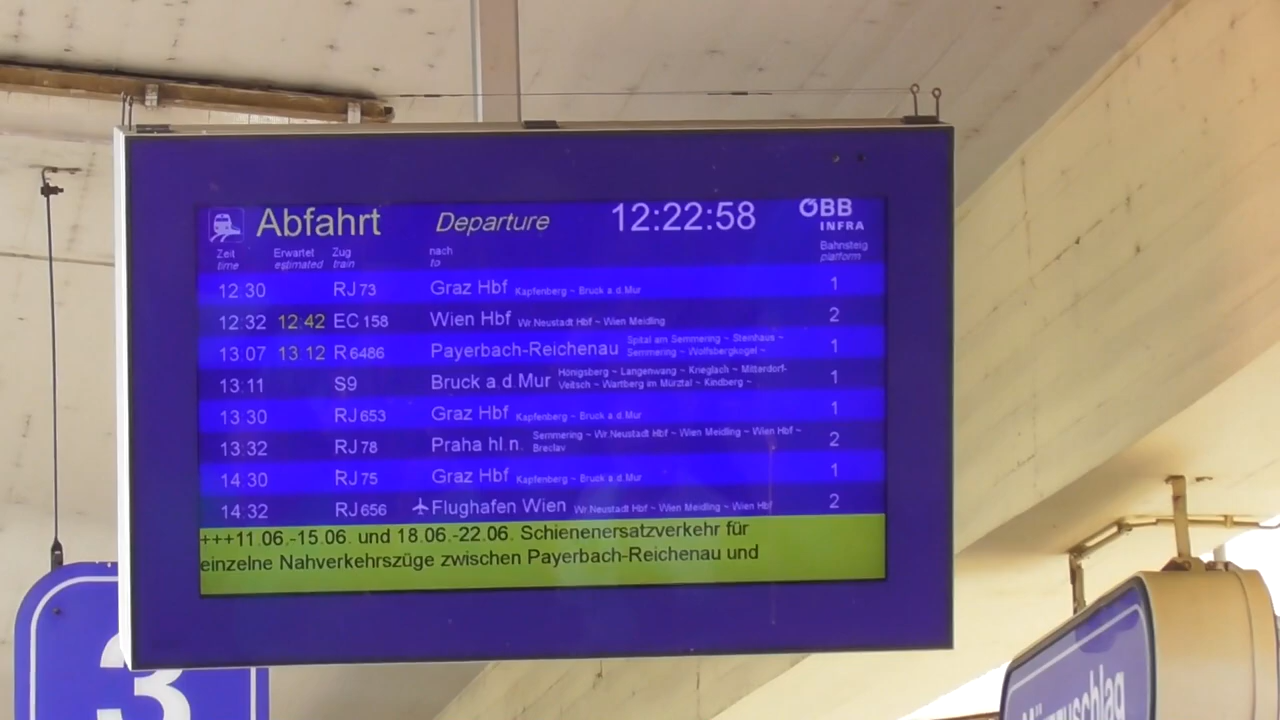 Abfahrt Departure 12:22:58 ÖBB INFRA
Zeit Erwartet Zug nach Bahnsteig
time estimated train to platform
12:30 RJ 73 Graz Hbf Kapfenberg ~ Bruck a.d.Mur 1
12:32 12:42 EC 158 Wien Hbf Wr.Neustadt Hbf ~ Wien Meidling 2
13:07 13:12 R 6486 Payerbach-Reichenau Spital am Semmering ~ Steinhaus ~ 1
Semmering ~ Wolfsbergkogel ~
13:11 S9 Bruck a.d.Mur Hönigsberg ~ Langenwang ~ Krieglach ~ Mitterdorf- 1
Veitsch ~ Wartberg im Mürztal ~ Kindberg ~
13:30 RJ 653 Graz Hbf Kapfenberg ~ Bruck a.d.Mur 1
13:32 RJ 78 Praha hl.n. Semmering ~ Wr.Neustadt Hbf ~ Wien Meidling ~ Wien Hbf ~ 2
Breclav
14:30 RJ 75 Graz Hbf Kapfenberg ~ Bruck a.d.Mur 1
14:32 RJ 656 Flughafen Wien Wr.Neustadt Hbf ~ Wien Meidling ~ Wien Hbf 2
+++11.06.-15.06. und 18.06.-22.06. Schienenersatzverkehr für
einzelne Nahverkehrszüge zwischen Payerbach-Reichenau und
3
Mürzzuschlag